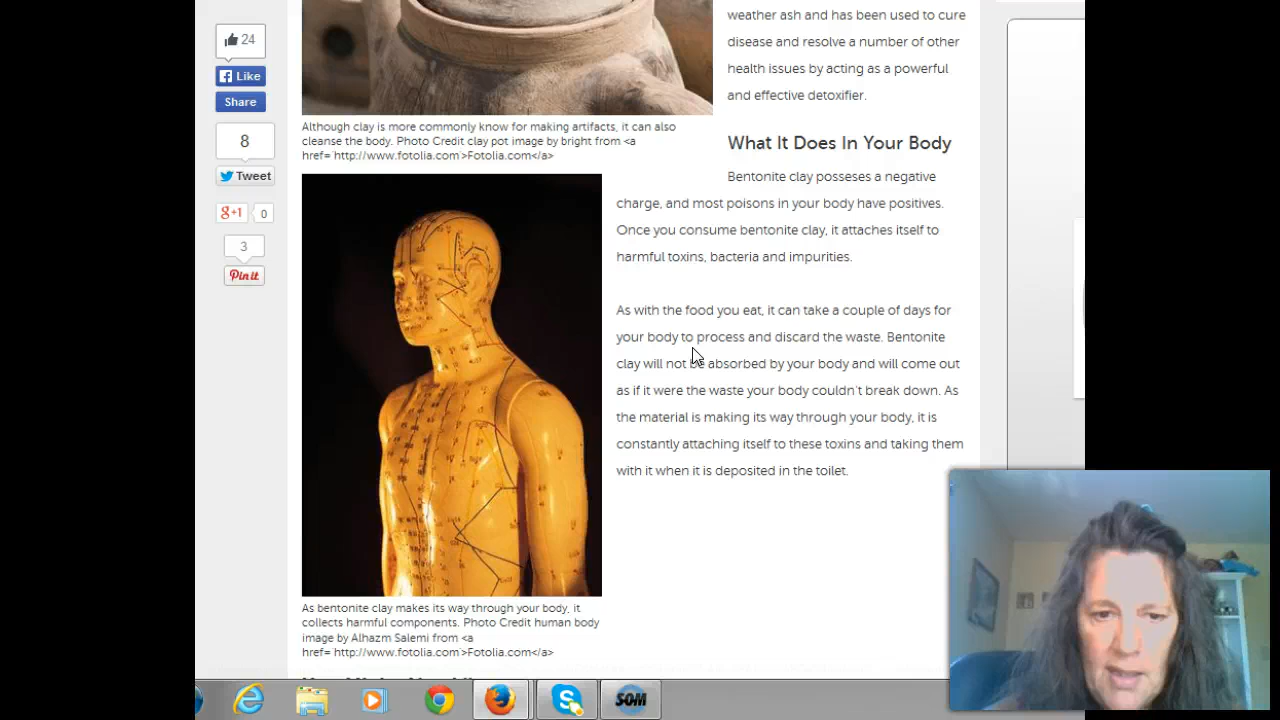 24
Like
Share
8
Tweet
g+1 0
3
Pinit
weather ash and has been used to cure
disease and resolve a number of other
health issues by acting as a powerful
and effective detoxifier.
Although clay is more commonly know for making artifacts, it can also
cleanse the body. Photo Credit clay pot image by bright from <a
href='http://www.fotolia.com'>Fotolia.com</a>
What It Does In Your Body
Bentonite clay posseses a negative
charge, and most poisons in your body have positives.
Once you consume bentonite clay, it attaches itself to
harmful toxins, bacteria and impurities.
As with the food you eat, it can take a couple of days for
your body to process and discard the waste. Bentonite
clay will not be absorbed by your body and will come out
as if it were the waste your body couldn't break down. As
the material is making its way through your body, it is
constantly attaching itself to these toxins and taking them
with it when it is deposited in the toilet.
As bentonite clay makes its way through your body, it
collects harmful components. Photo Credit human body
image by Alhazm Salemi from <a
href='http://www.fotolia.com'>Fotolia.com</a>
SOM